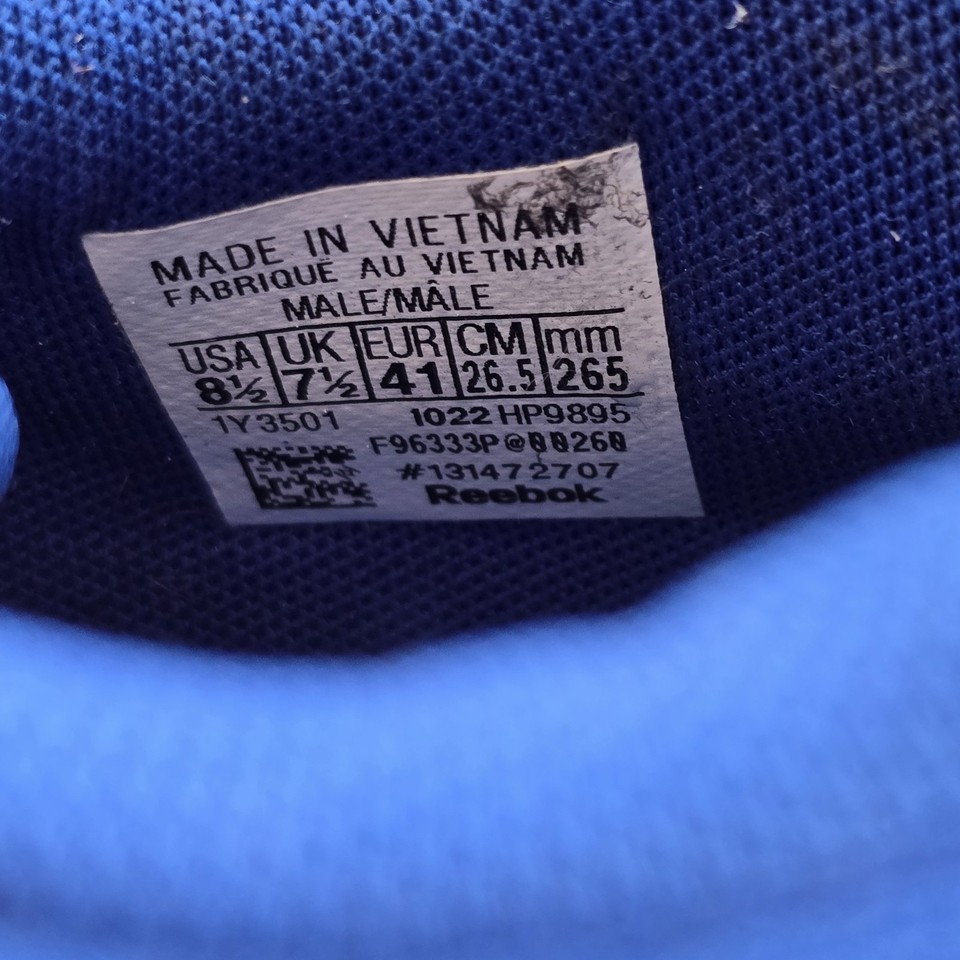 MADE IN VIETNAM
FABRIQUÉ AU VIETNAM
MALE/MÂLE
USA UK EUR CM mm
8½ 7½ 41 26.5 265
1Y3501 1022 HP9895
F96333P@00260
#131472707
Reebok